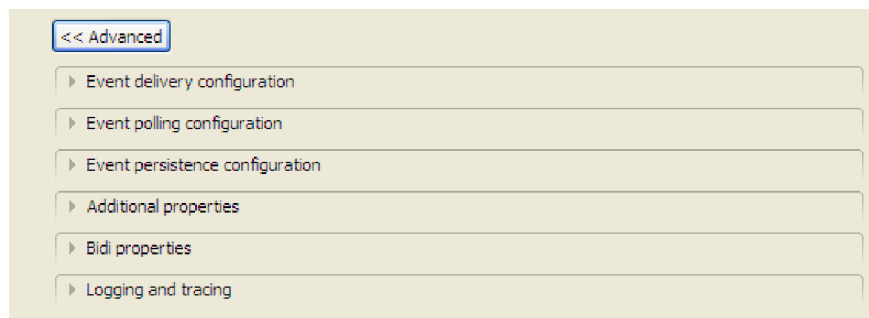 << Advanced
Event delivery configuration
Event polling configuration
Event persistence configuration
Additional properties
Bidi properties
Logging and tracing